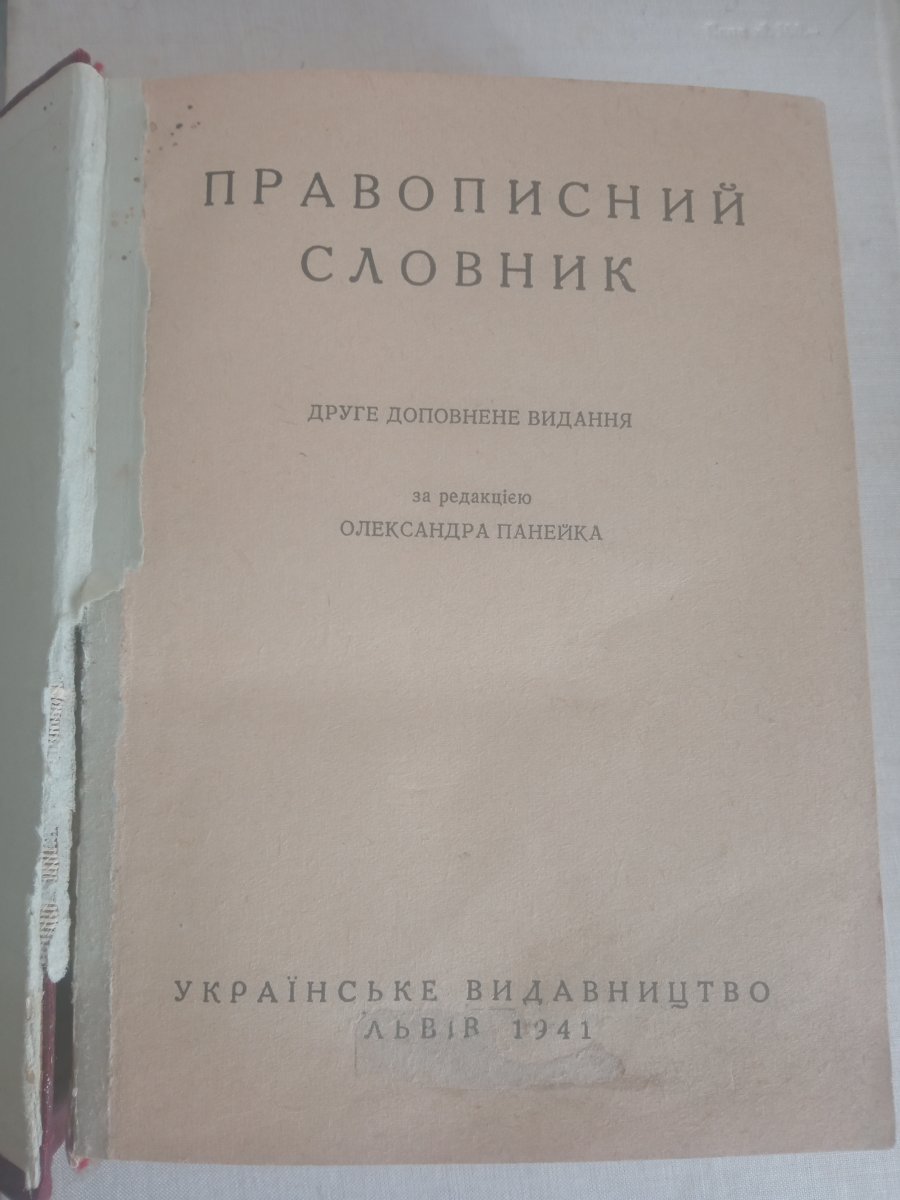 ПРАВОПИСНИЙ
СЛОВНИК
ДРУГЕ ДОПОВНЕНЕ ВИДАННЯ
за редакцією
ОЛЕКСАНДРА ПАНЕЙКА
УКРАЇНСЬКЕ ВИДАВНИЦТВО
ЛЬВІВ 1941